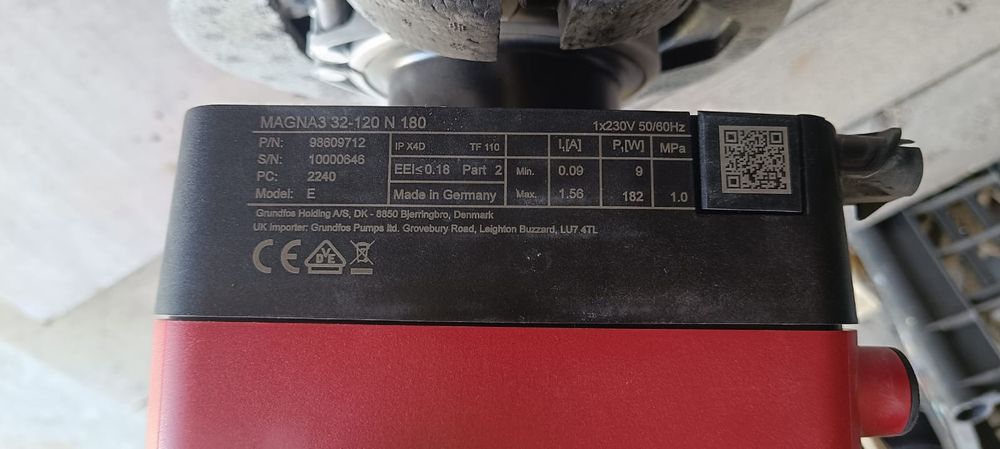 MAGNA3 32-120 N 180
1x230V 50/60Hz
P/N: 98609712
S/N: 10000646
PC: 2240
Model: E
IP X4D TF 110
EEI≤0.18 Part 2
Made in Germany
I₁[A] P₁[W] MPa
Min. 0.09 9
Max. 1.56 182 1.0
Grundfos Holding A/S, DK - 8850 Bjerringbro, Denmark
UK Importer: Grundfos Pumps ltd. Grovebury Road, Leighton Buzzard, LU7 4TL
CE VDE